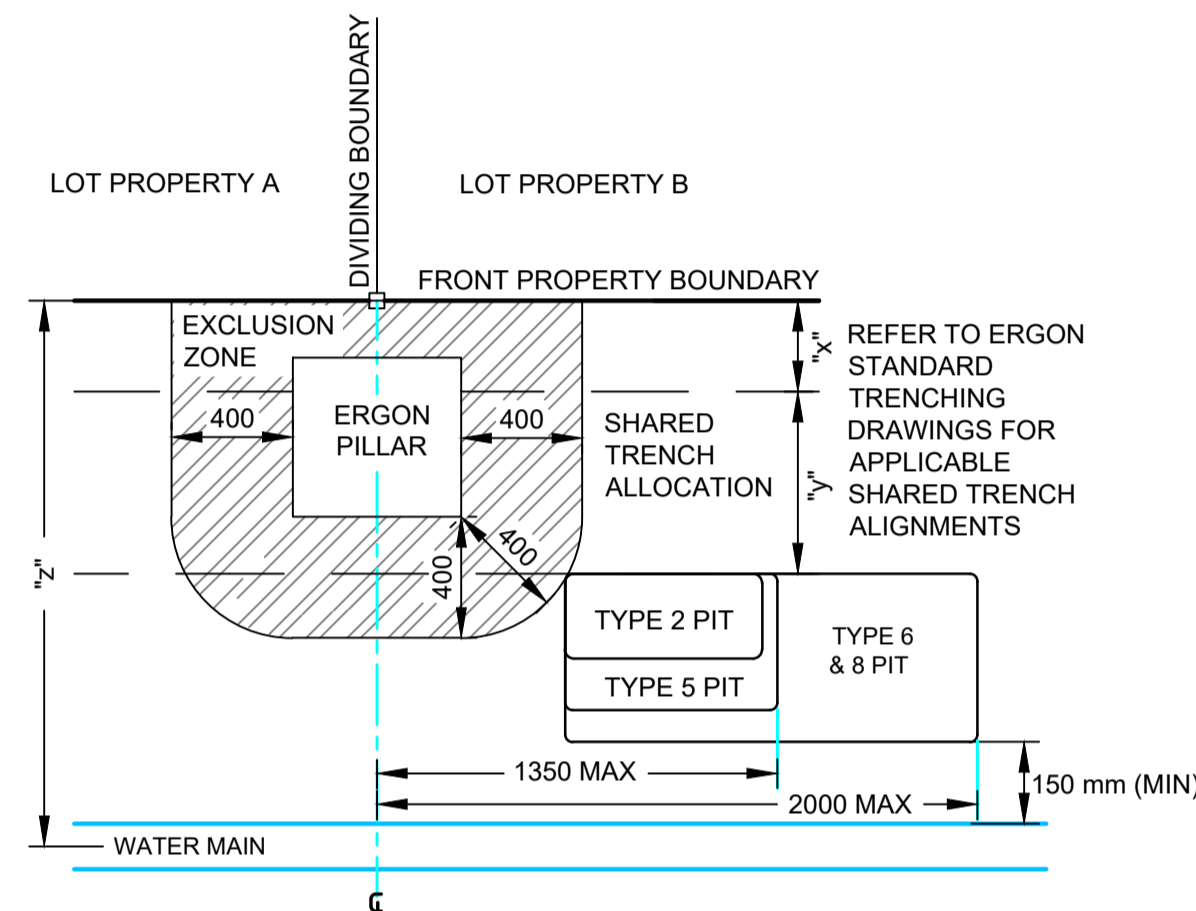 DIVIDING BOUNDARY
LOT PROPERTY A
LOT PROPERTY B
FRONT PROPERTY BOUNDARY
EXCLUSION
ZONE
"x"
REFER TO ERGON
STANDARD
TRENCHING
DRAWINGS FOR
APPLICABLE
SHARED TRENCH
ALIGNMENTS
400
ERGON
PILLAR
400
SHARED
TRENCH
ALLOCATION
"y"
400
400
"z"
TYPE 2 PIT
TYPE 5 PIT
TYPE 6
& 8 PIT
1350 MAX
2000 MAX
150 mm (MIN)
WATER MAIN
℄